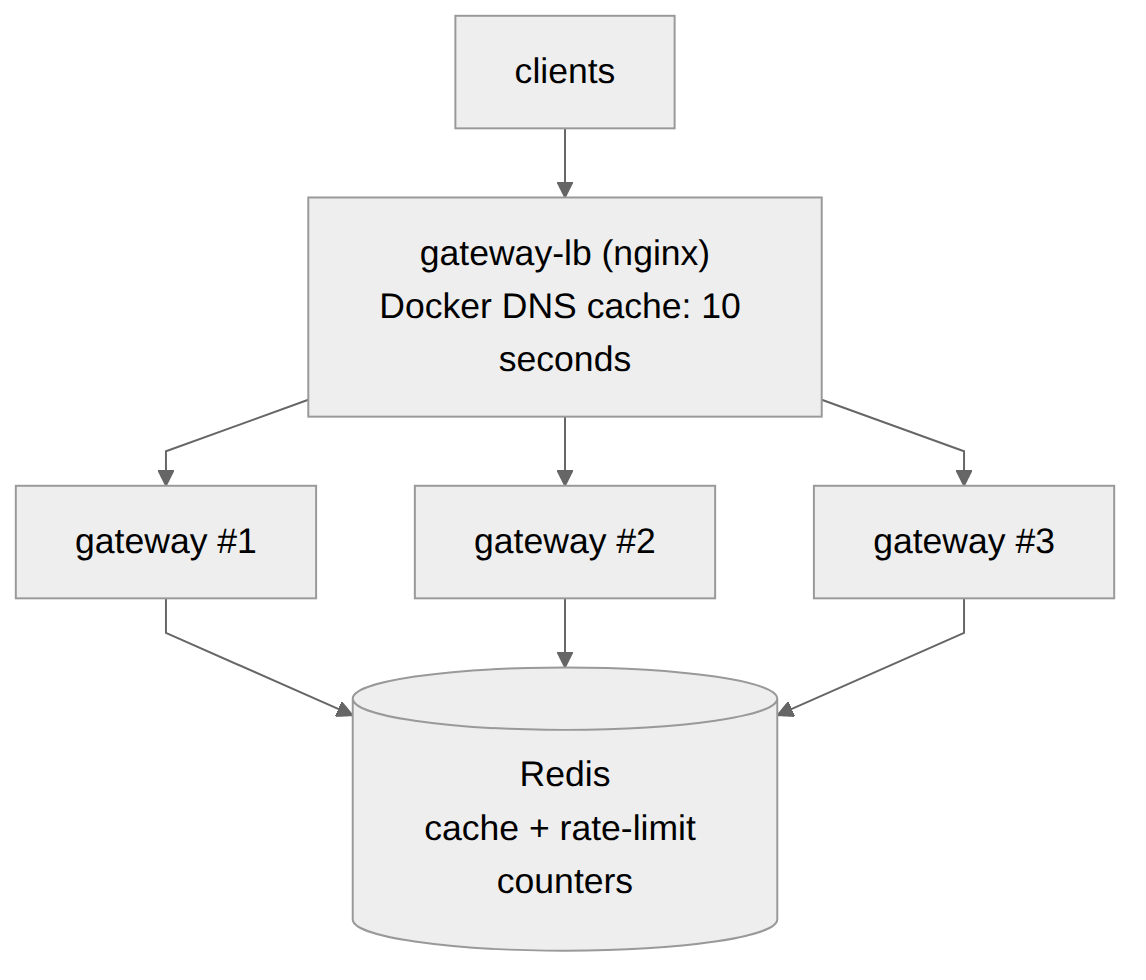 clients
gateway-lb (nginx)
Docker DNS cache: 10
seconds
gateway #1
gateway #2
gateway #3
Redis
cache + rate-limit
counters